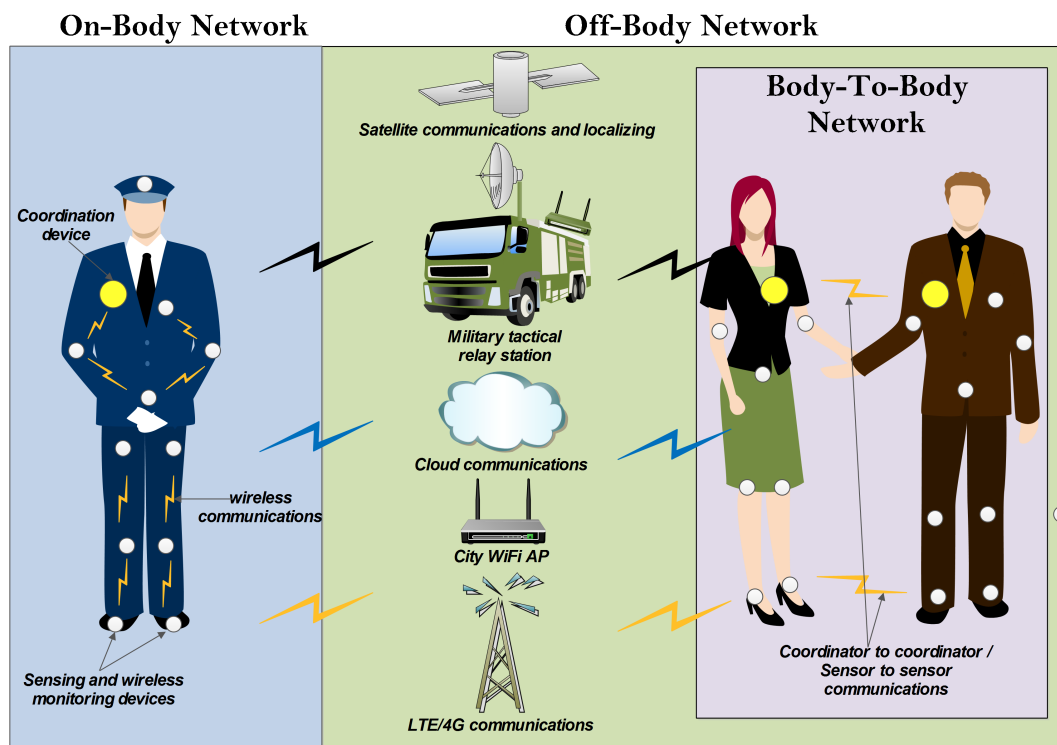 On-Body Network
Off-Body Network
Body-To-Body
Network
Satellite communications and localizing
Coordination
device
Military tactical
relay station
Cloud communications
wireless
communications
City WiFi AP
Sensing and wireless
monitoring devices
LTE/4G communications
Coordinator to coordinator /
Sensor to sensor
communications